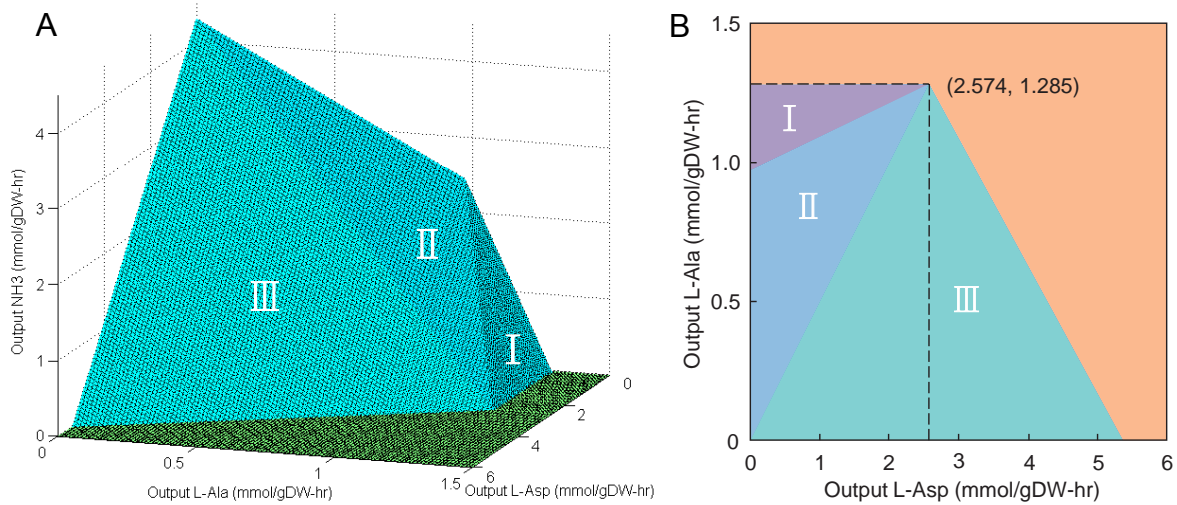 A
Output NH3 (mmol/gDW-hr)
4
3
2
1
0
0
0.5
1
1.5
Output L-Ala (mmol/gDW-hr)
6
4
2
0
Output L-Asp (mmol/gDW-hr)
III
II
I
B
Output L-Ala (mmol/gDW-hr)
1.5
1.0
0.5
0
(2.574, 1.285)
I
II
III
0
1
2
3
4
5
6
Output L-Asp (mmol/gDW-hr)